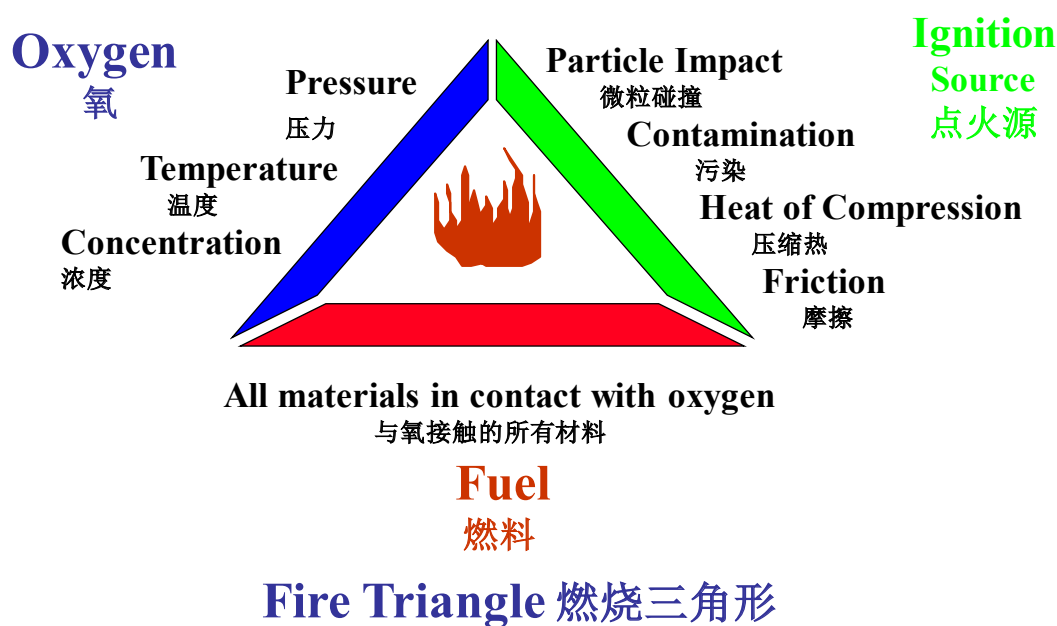 Oxygen
氧
Pressure
压力
Temperature
温度
Concentration
浓度
Ignition
Source
点火源
Particle Impact
微粒碰撞
Contamination
污染
Heat of Compression
压缩热
Friction
摩擦
All materials in contact with oxygen
与氧接触的所有材料
Fuel
燃料
Fire Triangle 燃烧三角形